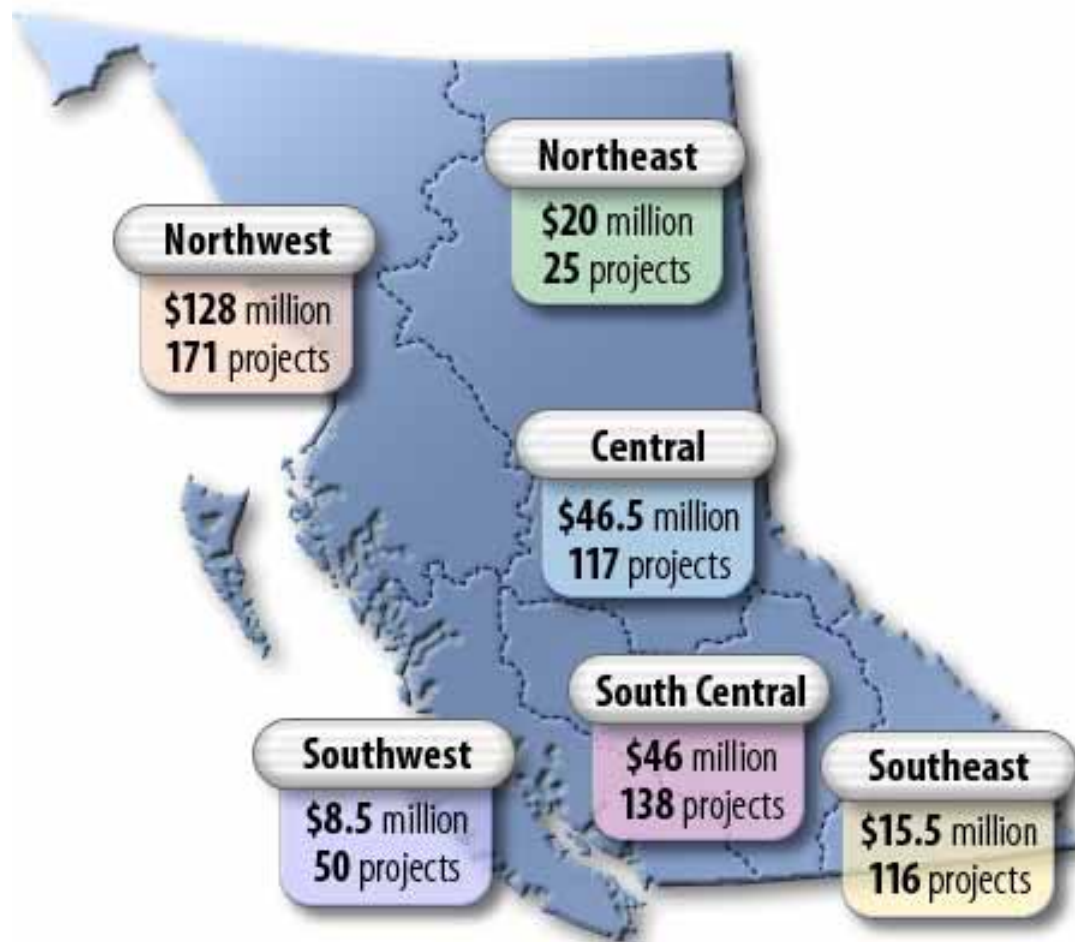 Northeast
$20 million
25 projects
Northwest
$128 million
171 projects
Central
$46.5 million
117 projects
South Central
$46 million
138 projects
Southwest
$8.5 million
50 projects
Southeast
$15.5 million
116 projects